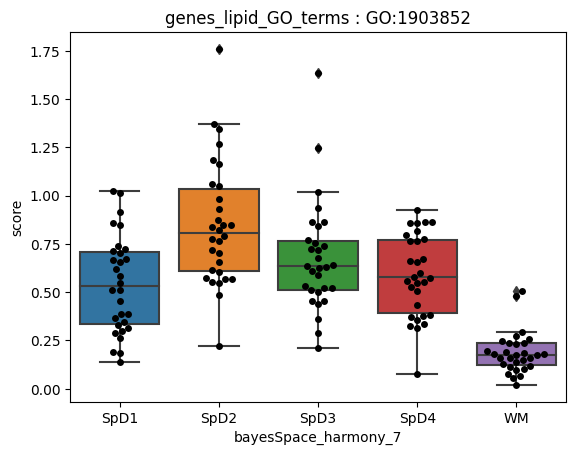 genes_lipid_GO_terms : GO:1903852
1.75
1.50
1.25
1.00
0.75
0.50
0.25
0.00
score
SpD1 SpD2 SpD3 SpD4 WM
bayesSpace_harmony_7